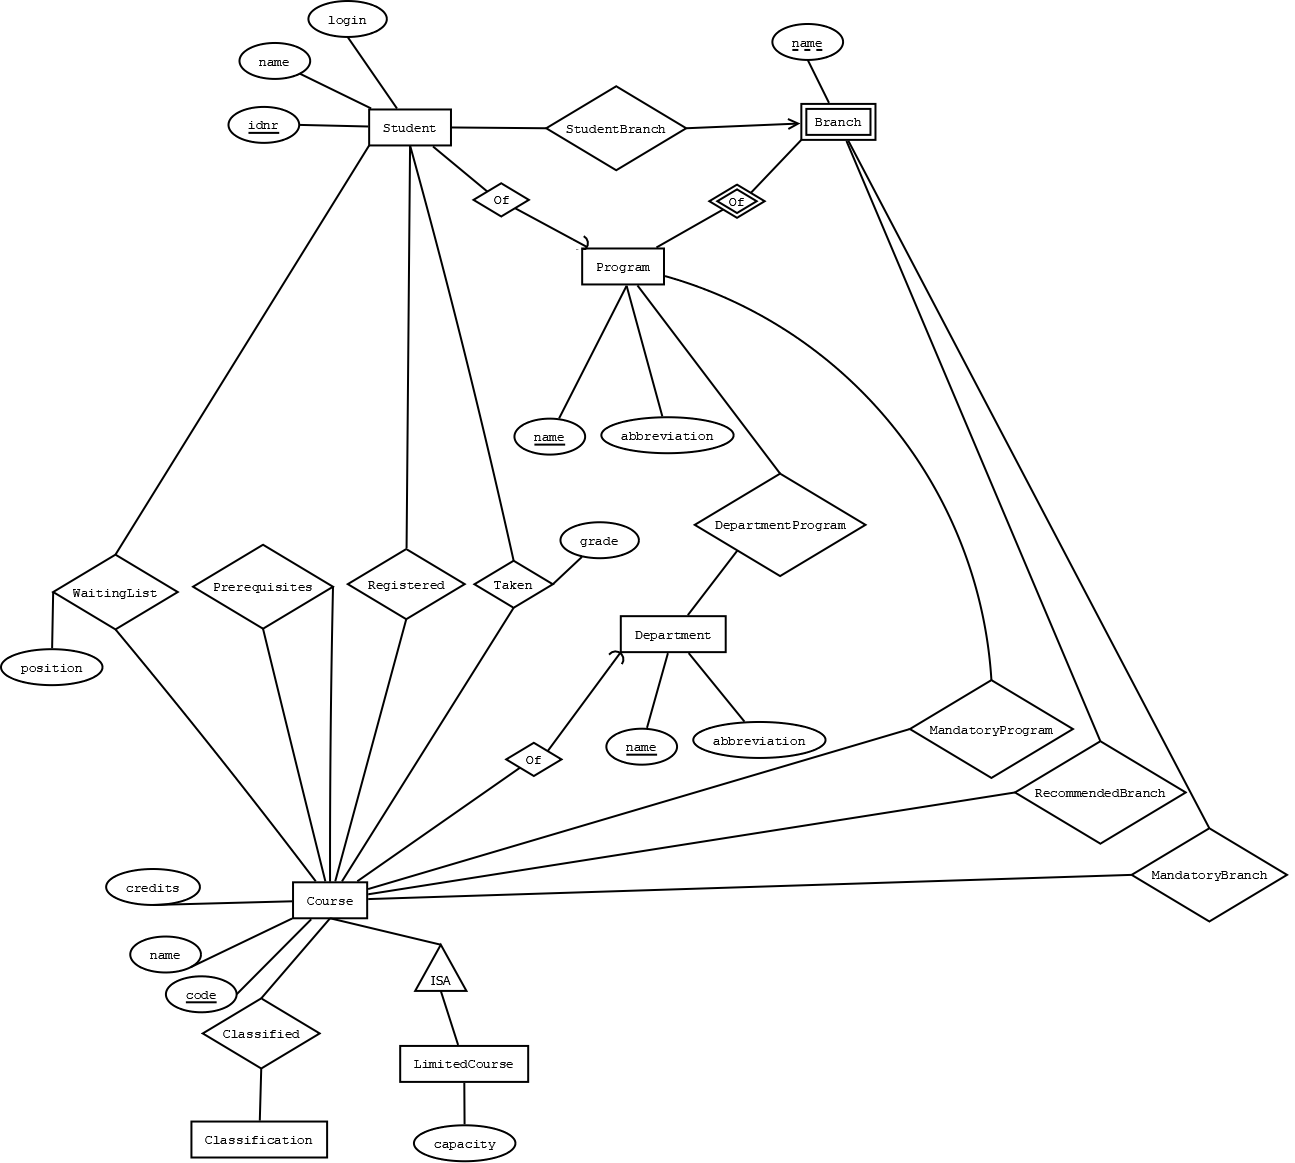 login
name
name
idnr
Student
StudentBranch
Branch
Of
Of
Program
name
abbreviation
DepartmentProgram
grade
WaitingList
Prerequisites
Registered
Taken
Department
position
name
abbreviation
MandatoryProgram
Of
RecommendedBranch
credits
Course
MandatoryBranch
name
code
ISA
Classified
LimitedCourse
Classification
capacity